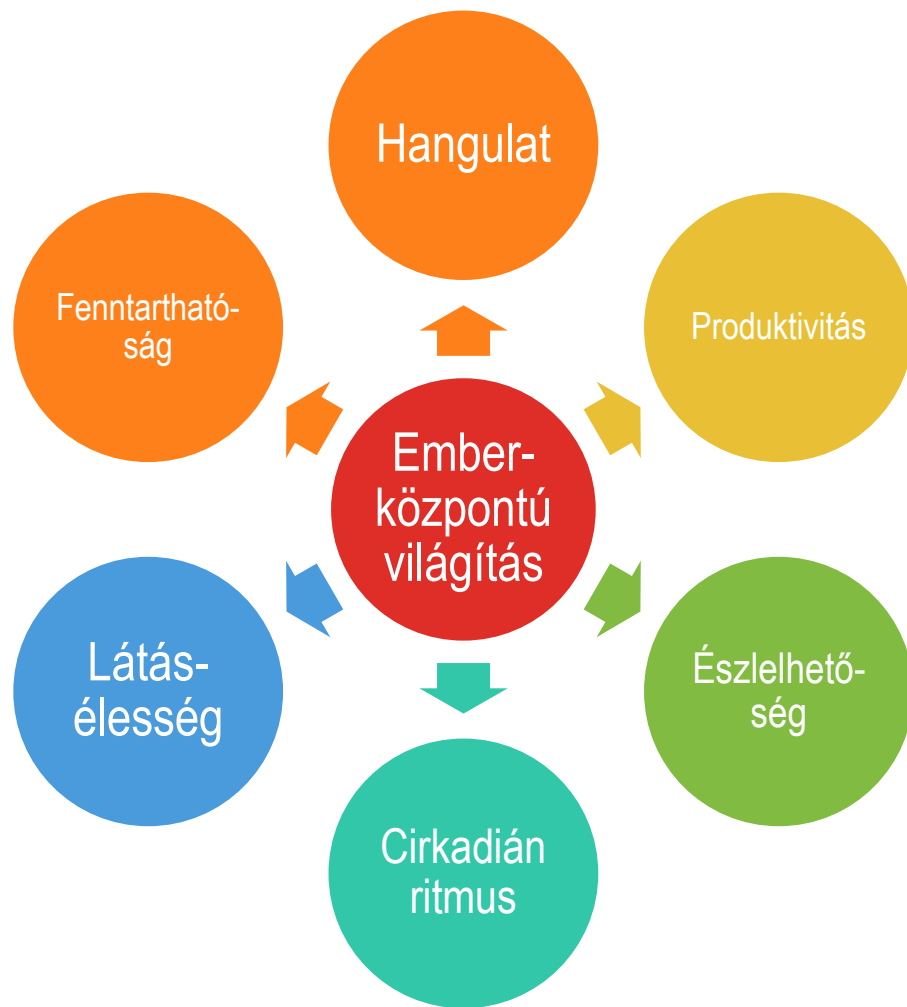 Hangulat
Fenntartható-
ság
Produktivitás
Ember-
központú
világítás
Látás-
élesség
Észlelhető-
ség
Cirkadián
ritmus